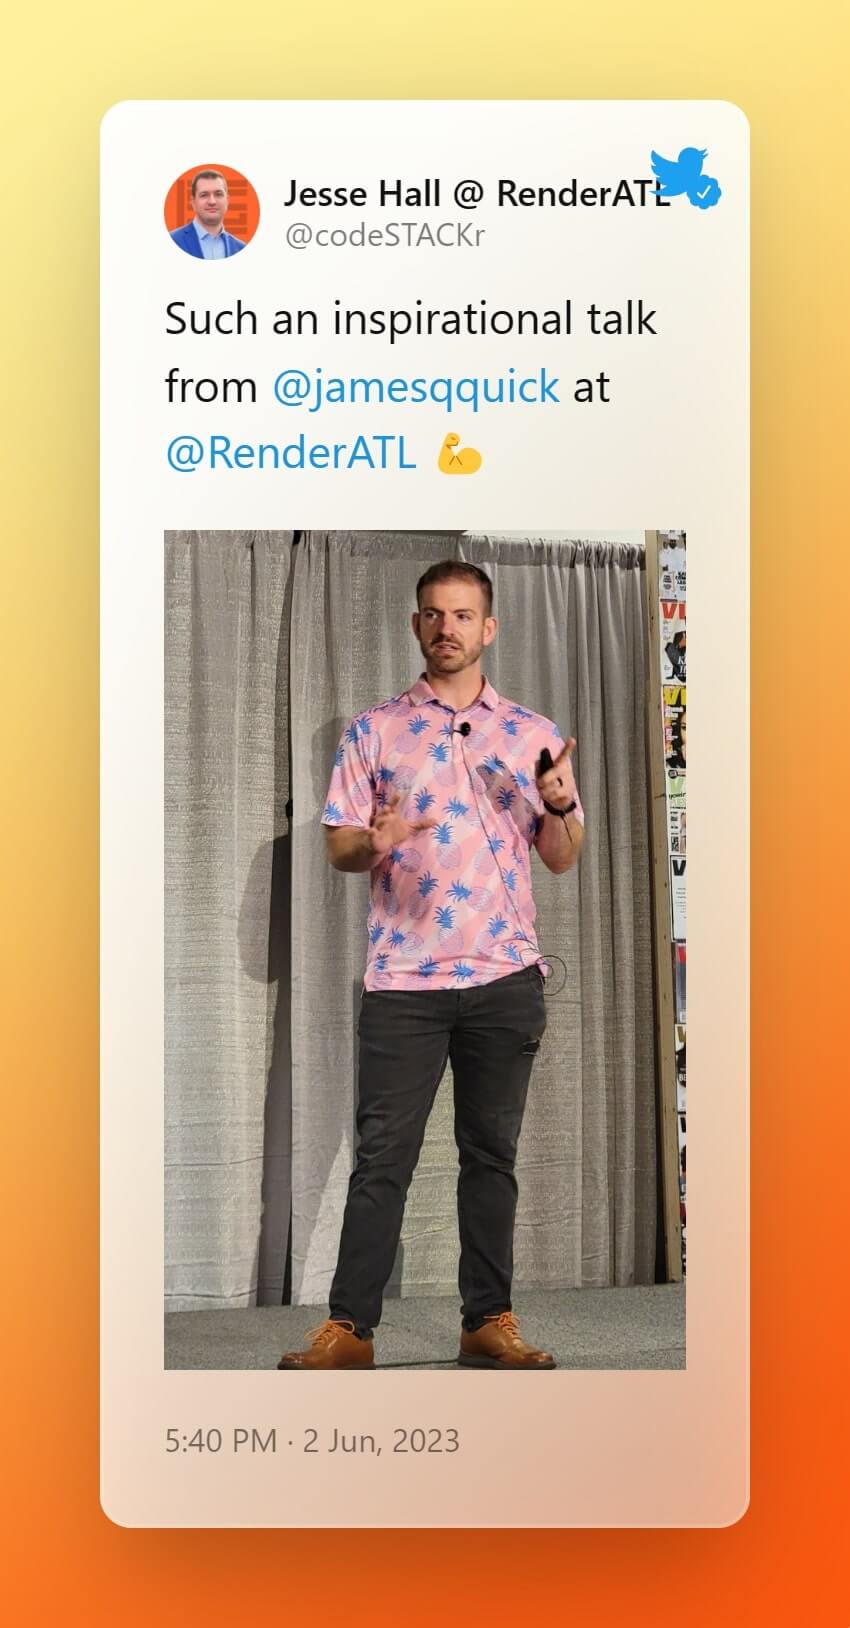 Jesse Hall @ RenderATL
@codeSTACKr
Such an inspirational talk
from @jamesqquick at
@RenderATL 💪
5:40 PM · 2 Jun, 2023